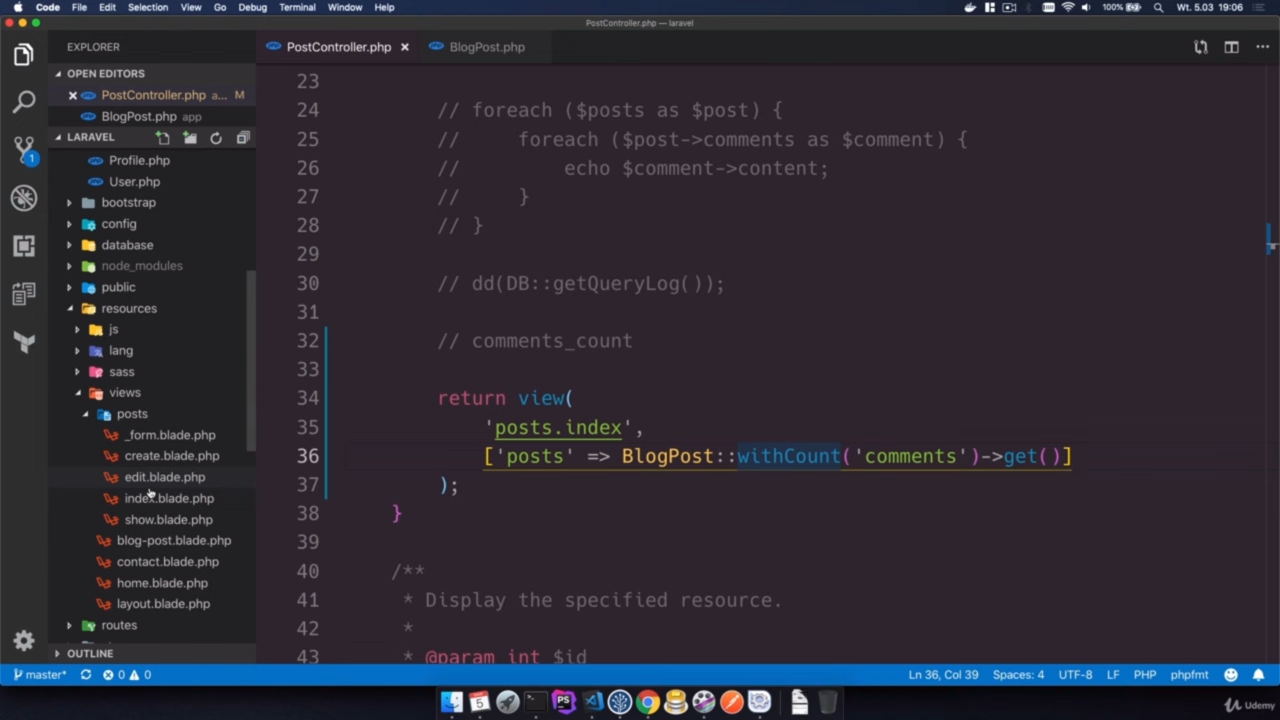 Code File Edit Selection View Go Debug Terminal Window Help 100% Wt. 5.03 19:06
PostController.php — laravel
EXPLORER
OPEN EDITORS
PostController.php a... M
BlogPost.php app
LARAVEL
Profile.php
User.php
bootstrap
config
database
node_modules
public
resources
js
lang
sass
views
posts
_form.blade.php
create.blade.php
edit.blade.php
index.blade.php
show.blade.php
blog-post.blade.php
contact.blade.php
home.blade.php
layout.blade.php
routes
OUTLINE
1
PostController.php BlogPost.php
23
24 // foreach ($posts as $post) {
25 // foreach ($post->comments as $comment) {
26 // echo $comment->content;
27 // }
28 // }
29
30 // dd(DB::getQueryLog());
31
32 // comments_count
33
34 return view(
35 'posts.index',
36 ['posts' => BlogPost::withCount('comments')->get()]
37 );
38 }
39
40 /**
41 * Display the specified resource.
42 *
43 * @param int $id
master* 0 0 Ln 36, Col 39 Spaces: 4 UTF-8 LF PHP phpfmt
5 PS
Udemy